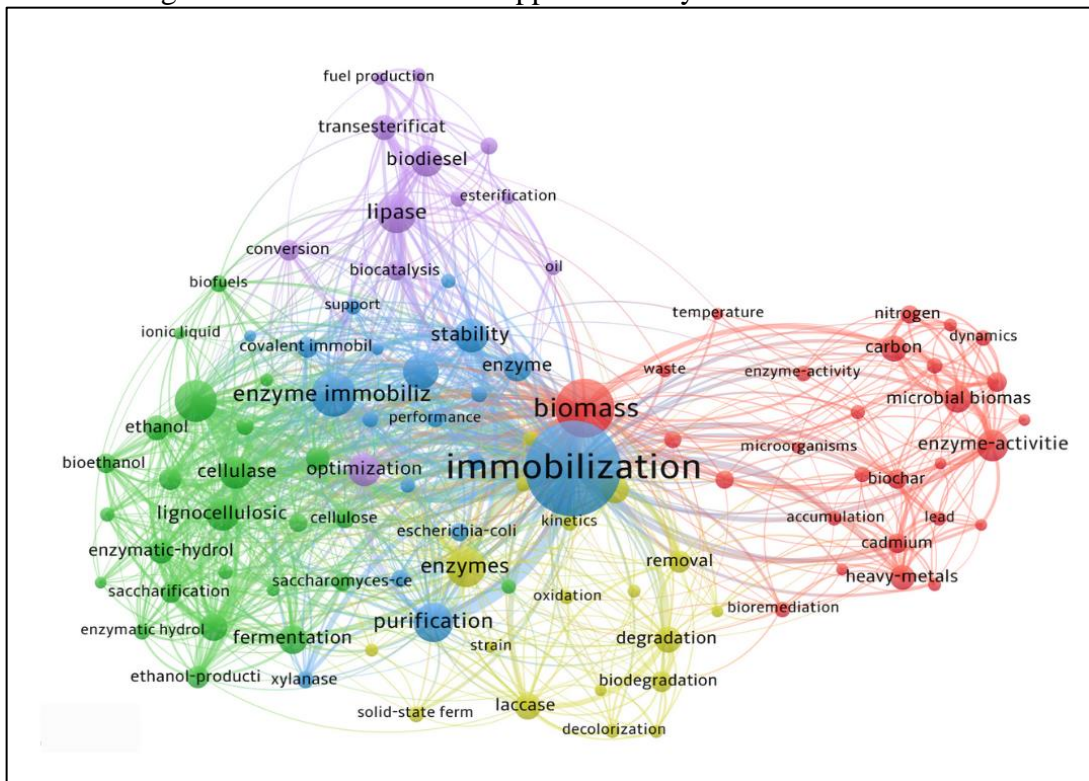 fuel production
transesterificat
biodiesel
esterification
lipase
conversion
biocatalysis
oil
biofuels
support
temperature
nitrogen
ionic liquid
stability
dynamics
covalent immobil
carbon
enzyme
waste
enzyme-activity
enzyme immobiliz
biomass
microbial biomas
performance
ethanol
enzyme-activitie
microorganisms
bioethanol
cellulase
optimization
immobilization
biochar
lignocellulosic
cellulose
kinetics
accumulation
lead
escherichia-coli
cadmium
enzymatic-hydrol
removal
enzymes
heavy-metals
saccharomyces-ce
saccharification
oxidation
bioremediation
purification
enzymatic hydrol
fermentation
strain
degradation
ethanol-producti
xylanase
biodegradation
laccase
solid-state ferm
decolorization